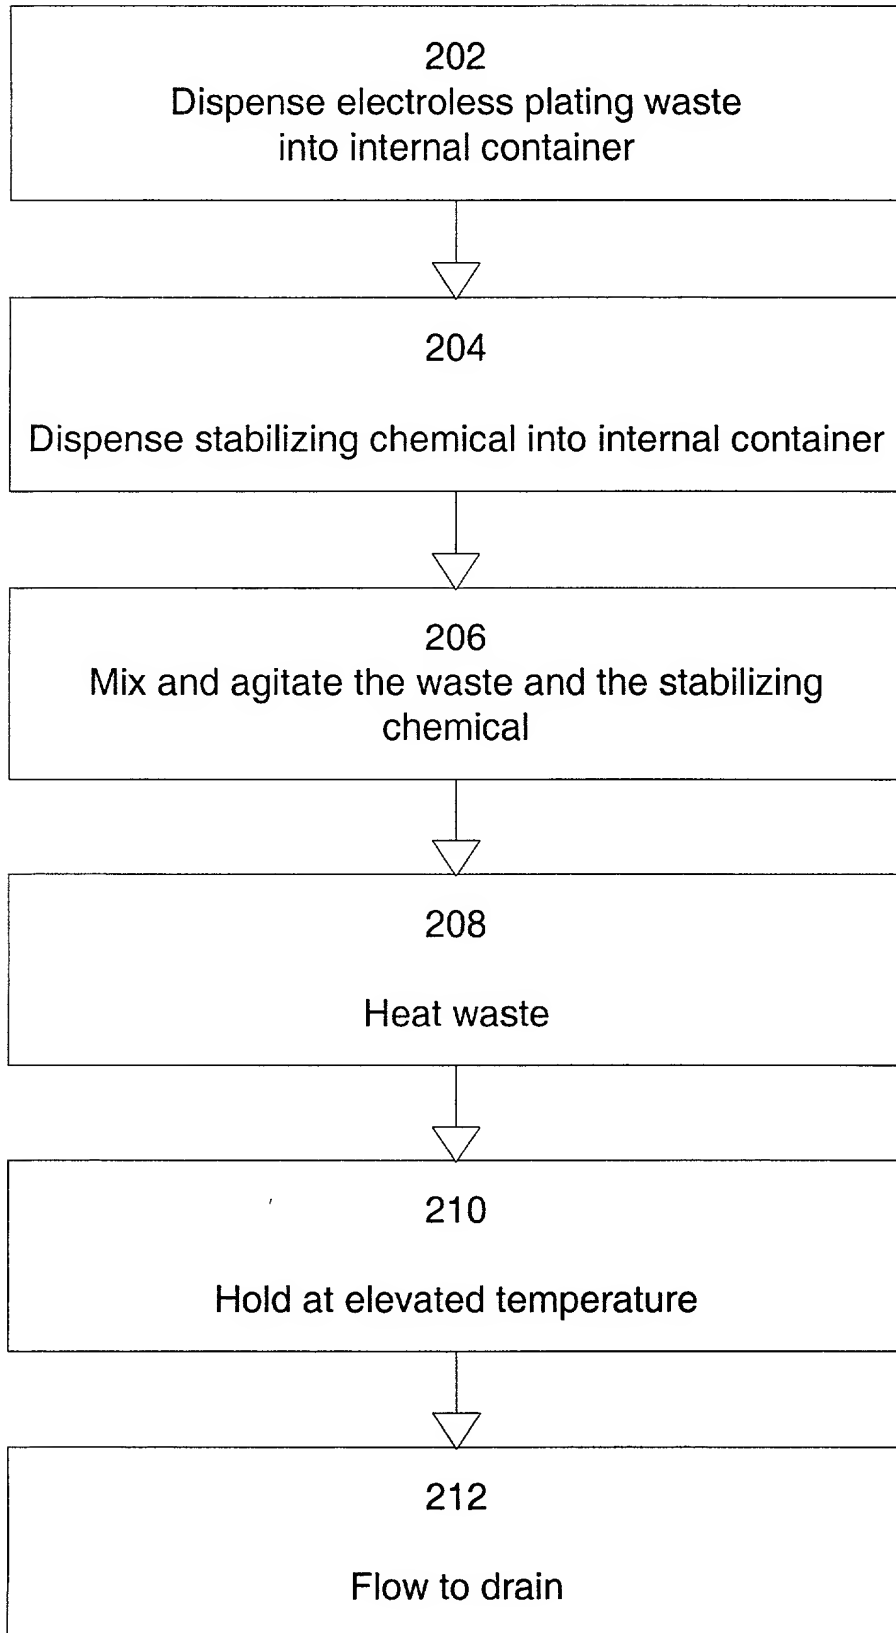 202
Dispense electroless plating waste
into internal container
204
Dispense stabilizing chemical into internal container
206
Mix and agitate the waste and the stabilizing
chemical
208
Heat waste
210
Hold at elevated temperature
212
Flow to drain